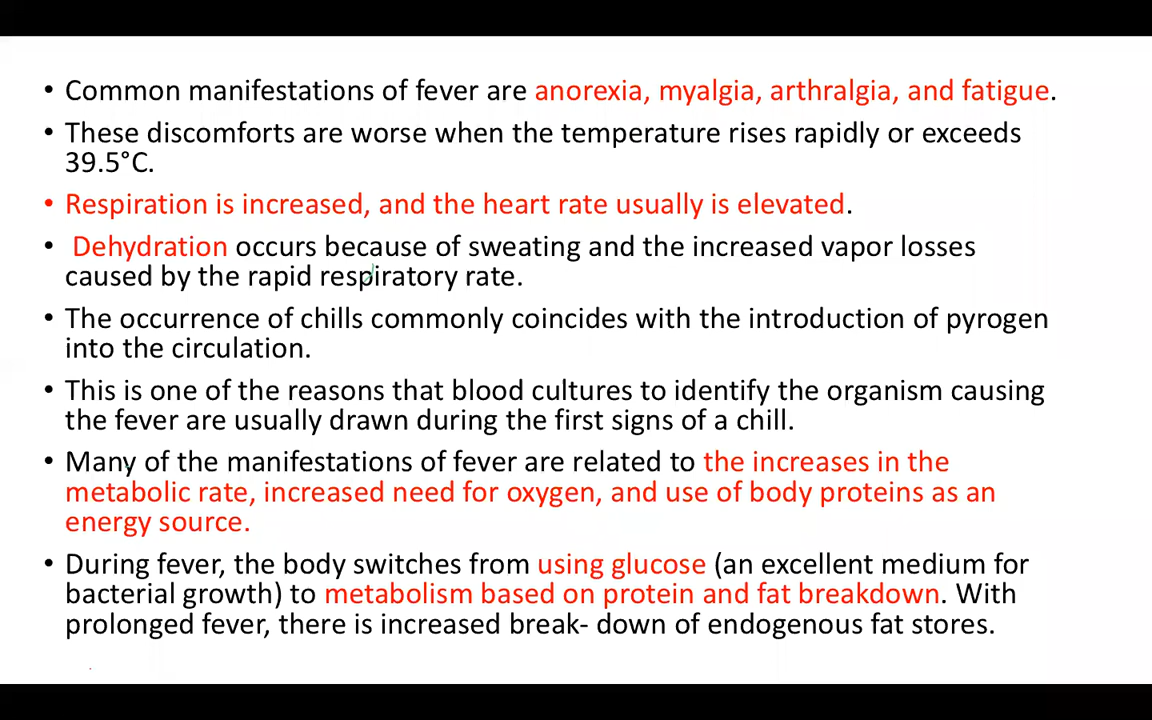 • Common manifestations of fever are anorexia, myalgia, arthralgia, and fatigue.
• These discomforts are worse when the temperature rises rapidly or exceeds
39.5°C.
• Respiration is increased, and the heart rate usually is elevated.
• Dehydration occurs because of sweating and the increased vapor losses
caused by the rapid respiratory rate.
• The occurrence of chills commonly coincides with the introduction of pyrogen
into the circulation.
• This is one of the reasons that blood cultures to identify the organism causing
the fever are usually drawn during the first signs of a chill.
• Many of the manifestations of fever are related to the increases in the
metabolic rate, increased need for oxygen, and use of body proteins as an
energy source.
• During fever, the body switches from using glucose (an excellent medium for
bacterial growth) to metabolism based on protein and fat breakdown. With
prolonged fever, there is increased break- down of endogenous fat stores.